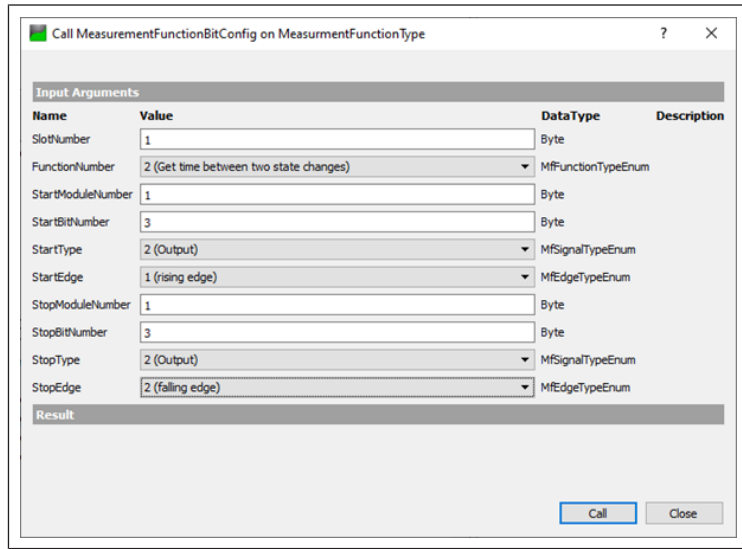 Call MeasurementFunctionBitConfig on MeasurmentFunctionType ? ×
Input Arguments
Name Value DataType Description
SlotNumber 1 Byte
FunctionNumber 2 (Get time between two state changes) MfFunctionTypeEnum
StartModuleNumber 1 Byte
StartBitNumber 3 Byte
StartType 2 (Output) MfSignalTypeEnum
StartEdge 1 (rising edge) MfEdgeTypeEnum
StopModuleNumber 1 Byte
StopBitNumber 3 Byte
StopType 2 (Output) MfSignalTypeEnum
StopEdge 2 (falling edge) MfEdgeTypeEnum
Result
Call Close